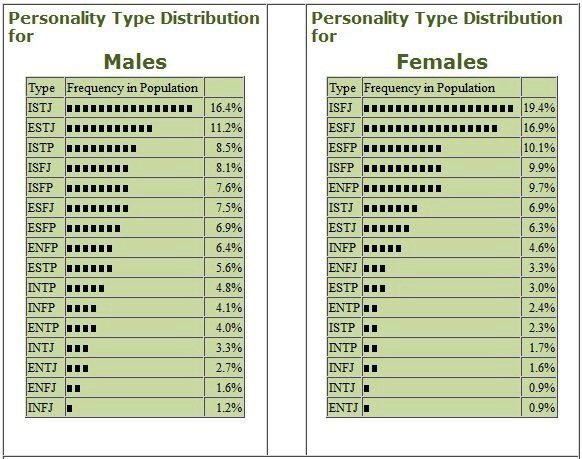 Personality Type Distribution
for
Males
Type Frequency in Population
ISTJ 16.4%
ESTJ 11.2%
ISTP 8.5%
ISFJ 8.1%
ISFP 7.6%
ESFJ 7.5%
ESFP 6.9%
ENFP 6.4%
ESTP 5.6%
INTP 4.8%
INFP 4.1%
ENTP 4.0%
INTJ 3.3%
ENTJ 2.7%
ENFJ 1.6%
INFJ 1.2%
Personality Type Distribution
for
Females
Type Frequency in Population
ISFJ 19.4%
ESFJ 16.9%
ESFP 10.1%
ISFP 9.9%
ENFP 9.7%
ISTJ 6.9%
ESTJ 6.3%
INFP 4.6%
ENFJ 3.3%
ESTP 3.0%
ENTP 2.4%
ISTP 2.3%
INTP 1.7%
INFJ 1.6%
INTJ 0.9%
ENTJ 0.9%